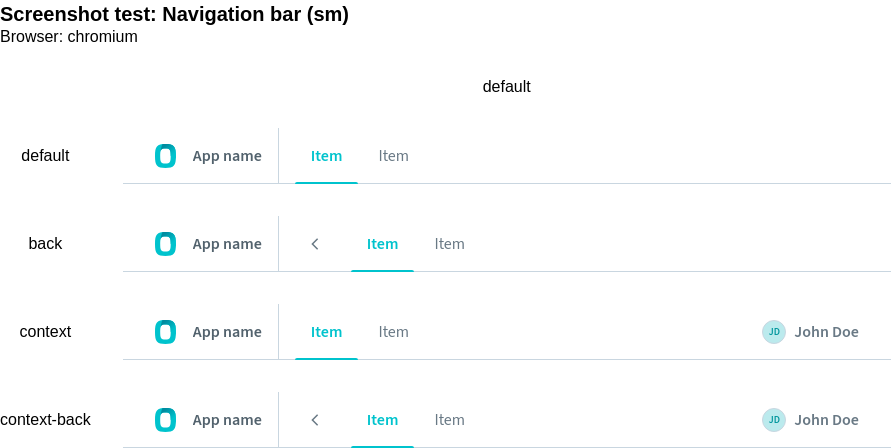 Screenshot test: Navigation bar (sm)
Browser: chromium
default
default App name Item Item
back App name Item Item
context App name Item Item JD John Doe
context-back App name Item Item JD John Doe